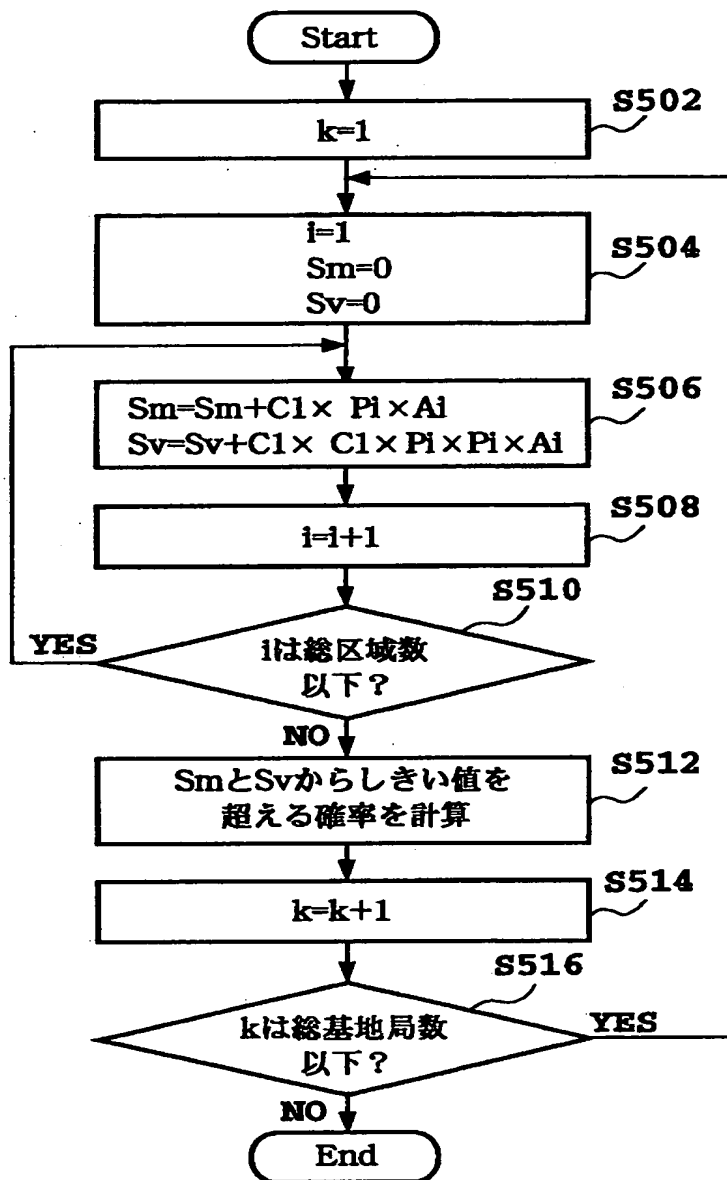 Start
S502
k=1
S504
i=1
Sm=0
Sv=0
S506
Sm=Sm+C1× Pi×Ai
Sv=Sv+C1× C1×Pi×Pi×Ai
S508
i=i+1
S510
YES
iは総区域数
以下？
NO
S512
SmとSvからしきい値を
超える確率を計算
S514
k=k+1
S516
kは総基地局数
以下？
YES
NO
End